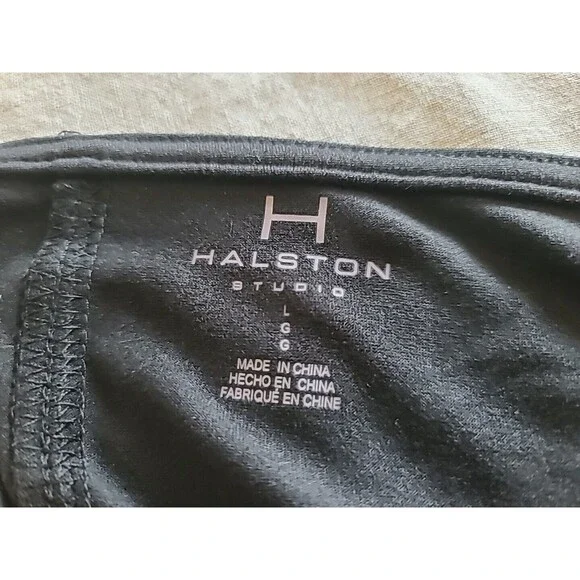 H
HALSTON
STUDIO
L
G
G
MADE IN CHINA
HECHO EN CHINA
FABRIQUÉ EN CHINE